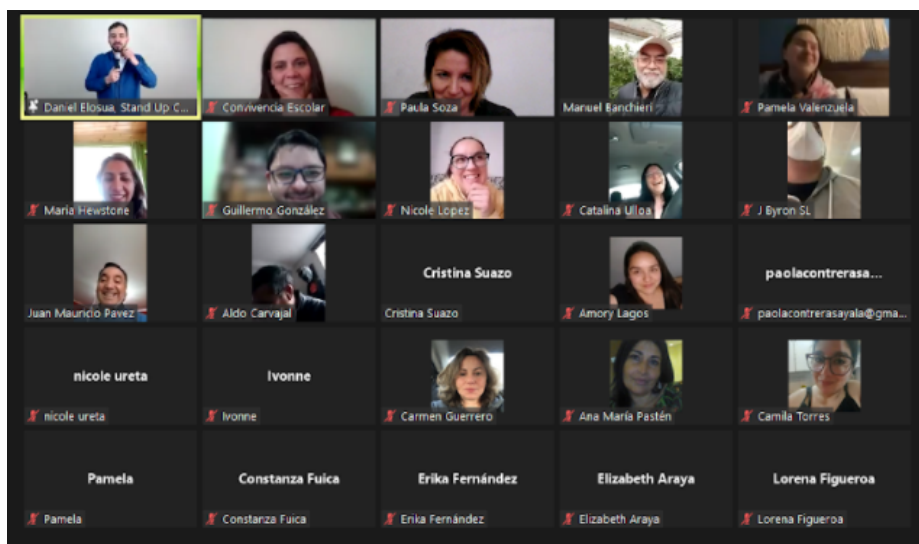 Daniel Elosua, Stand Up C...
Convivencia Escolar
Paula Soza
Manuel Banchieri
Pamela Valenzuela
Maria Hewstone
Guillermo González
Nicole Lopez
Catalina Ulloa
J Byron SL
Juan Mauricio Pavez
Aldo Carvajal
Cristina Suazo
Cristina Suazo
Amory Lagos
paolacontrerasa...
paolacontrerasayala@gma...
nicole ureta
nicole ureta
Ivonne
Ivonne
Carmen Guerrero
Ana María Pastén
Camila Torres
Pamela
Pamela
Constanza Fuica
Constanza Fuica
Erika Fernández
Erika Fernández
Elizabeth Araya
Elizabeth Araya
Lorena Figueroa
Lorena Figueroa